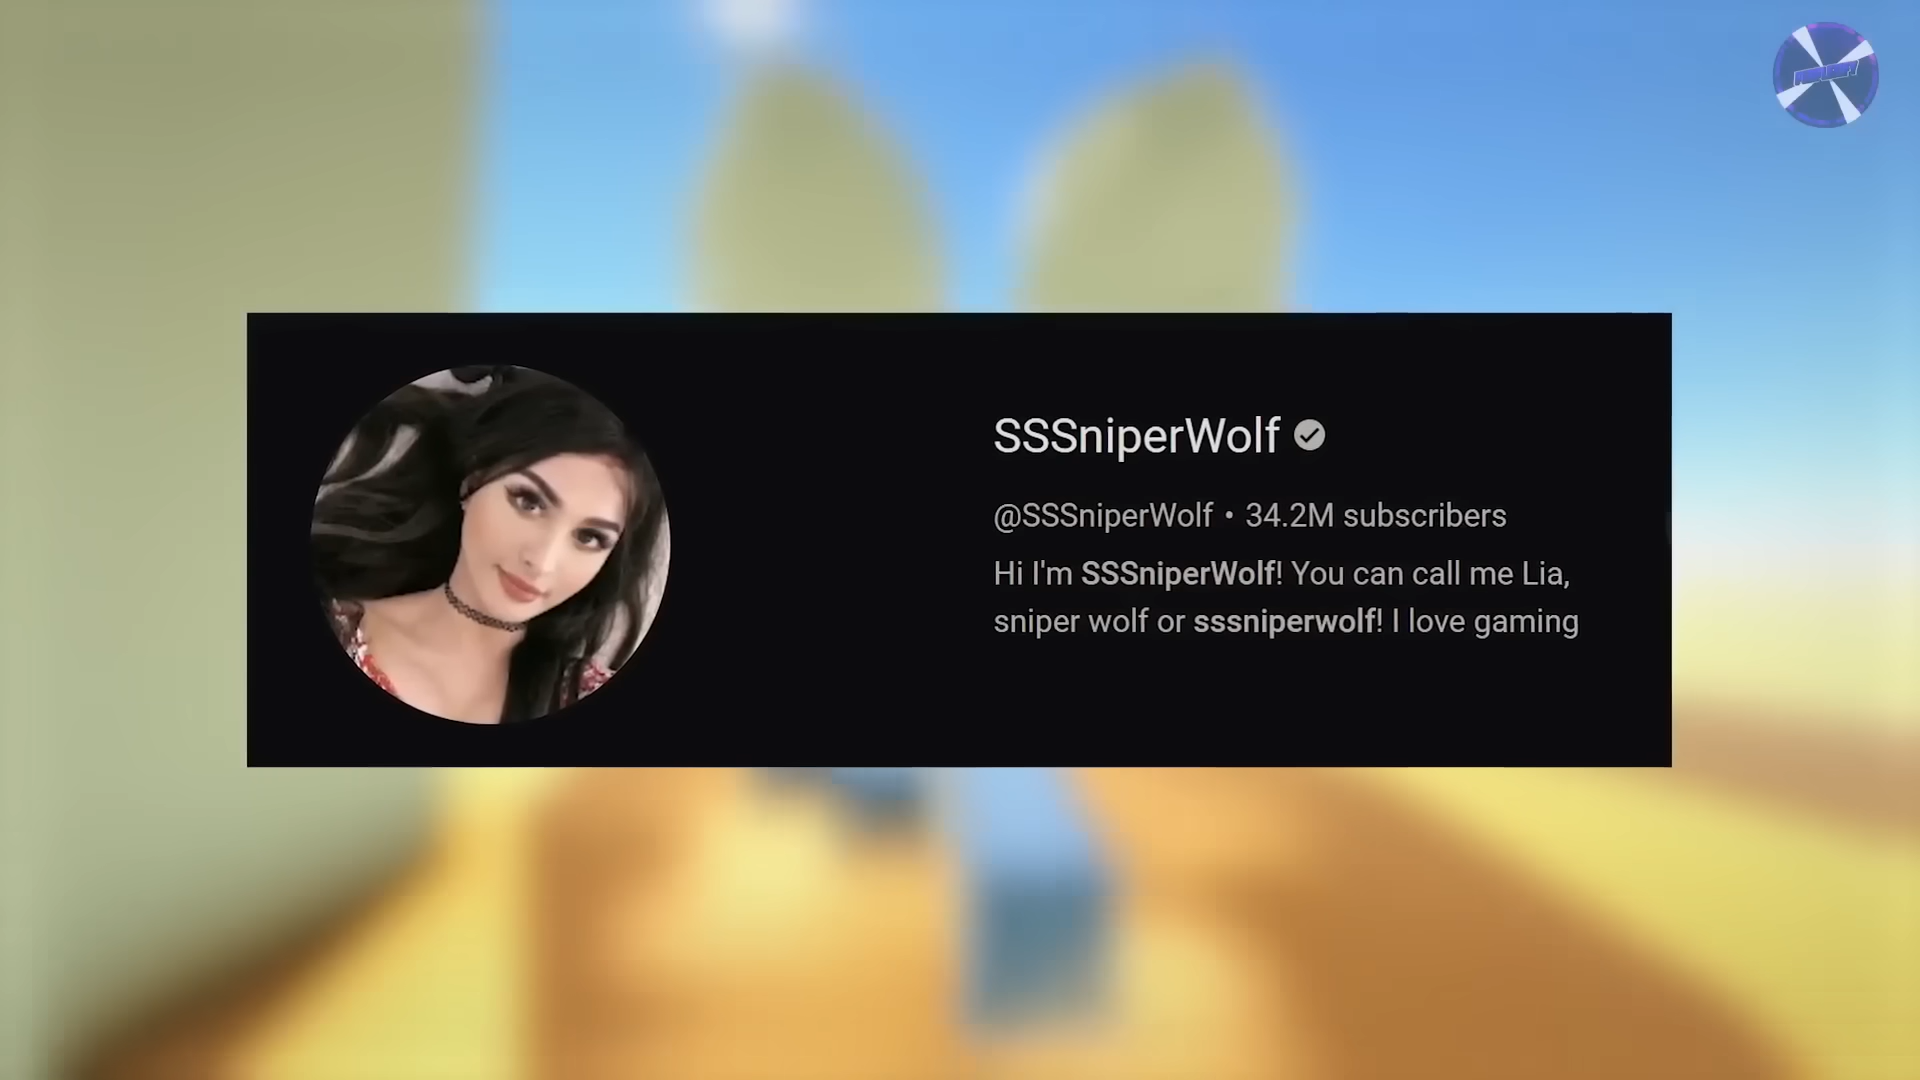 SSSniperWolf
@SSSniperWolf • 34.2M subscribers
Hi I'm SSSniperWolf! You can call me Lia,
sniper wolf or sssniperwolf! I love gaming